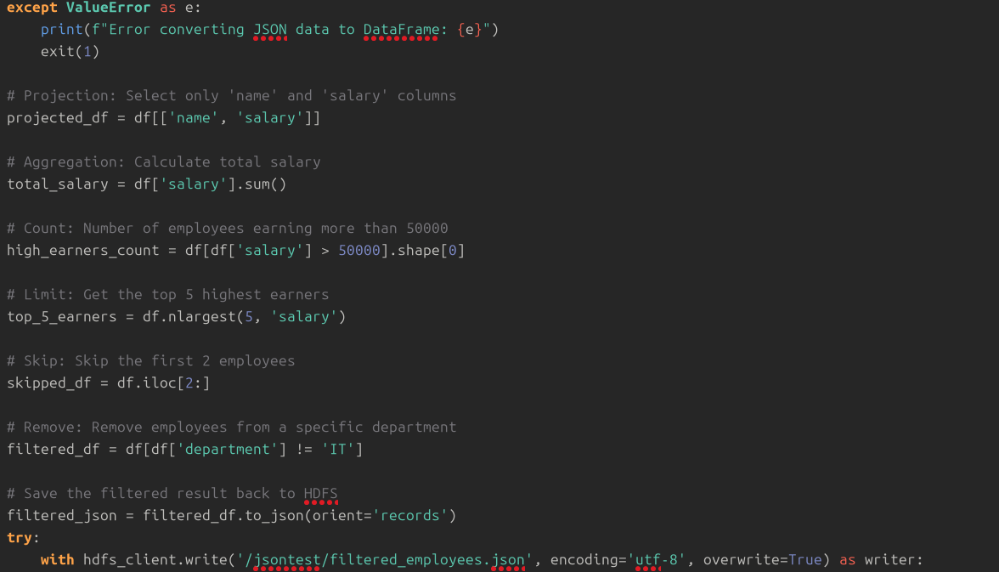 except ValueError as e:
    print(f"Error converting JSON data to DataFrame: {e}")
    exit(1)
# Projection: Select only 'name' and 'salary' columns
projected_df = df[['name', 'salary']]
# Aggregation: Calculate total salary
total_salary = df['salary'].sum()
# Count: Number of employees earning more than 50000
high_earners_count = df[df['salary'] > 50000].shape[0]
# Limit: Get the top 5 highest earners
top_5_earners = df.nlargest(5, 'salary')
# Skip: Skip the first 2 employees
skipped_df = df.iloc[2:]
# Remove: Remove employees from a specific department
filtered_df = df[df['department'] != 'IT']
# Save the filtered result back to HDFS
filtered_json = filtered_df.to_json(orient='records')
try:
    with hdfs_client.write('/jsontest/filtered_employees.json', encoding='utf-8', overwrite=True) as writer: